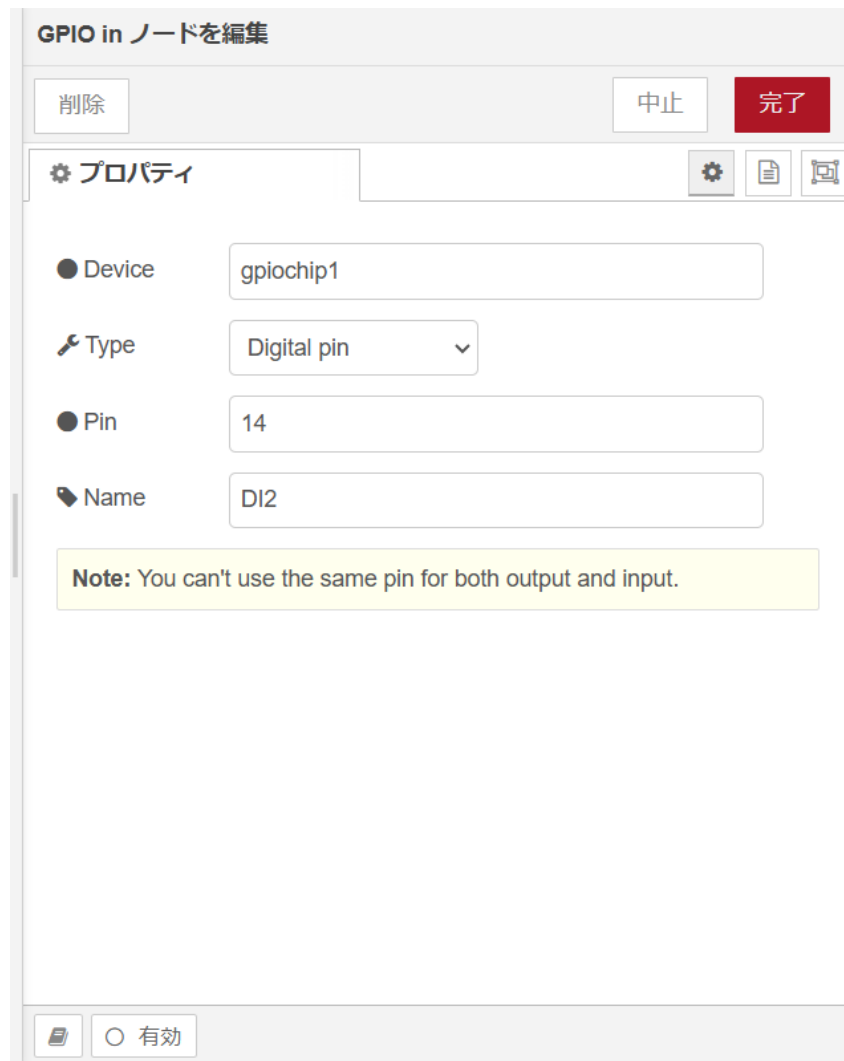 GPIO in ノードを編集
削除
中止
完了
プロパティ
Device
gpiochip1
Type
Digital pin
Pin
14
Name
DI2
Note: You can't use the same pin for both output and input.
有効